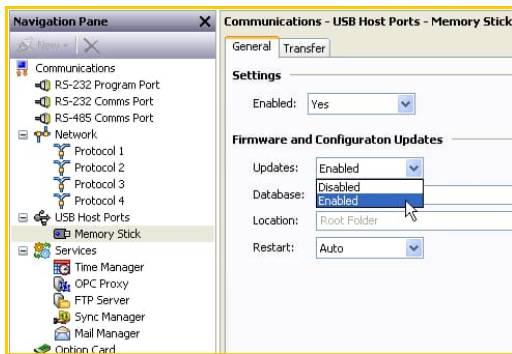 Navigation Pane
New
Communications
RS-232 Program Port
RS-232 Comms Port
RS-485 Comms Port
Network
Protocol 1
Protocol 2
Protocol 3
Protocol 4
USB Host Ports
Memory Stick
Services
Time Manager
OPC Proxy
FTP Server
Sync Manager
Mail Manager
Option Card
Communications - USB Host Ports - Memory Stick
General Transfer
Settings
Enabled: Yes
Firmware and Configuraton Updates
Updates: Enabled
Disabled
Enabled
Database:
Location: Root Folder
Restart: Auto